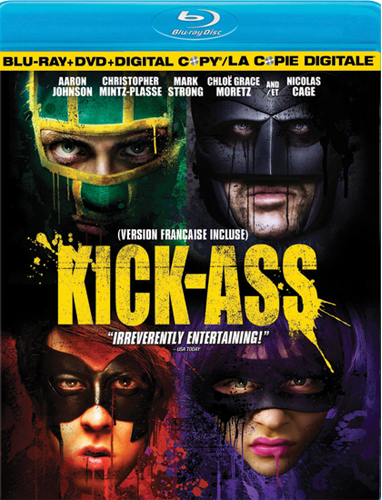 Blu-ray Disc
BLU-RAY+DVD+DIGITAL COPY*/LA COPIE DIGITALE*
AARON JOHNSON
CHRISTOPHER MINTZ-PLASSE
MARK STRONG
CHLOË GRACE MORETZ
AND /ET
NICOLAS CAGE
(VERSION FRANÇAISE INCLUSE)
KICK-ASS
"IRREVERENTLY ENTERTAINING!"
– USA TODAY